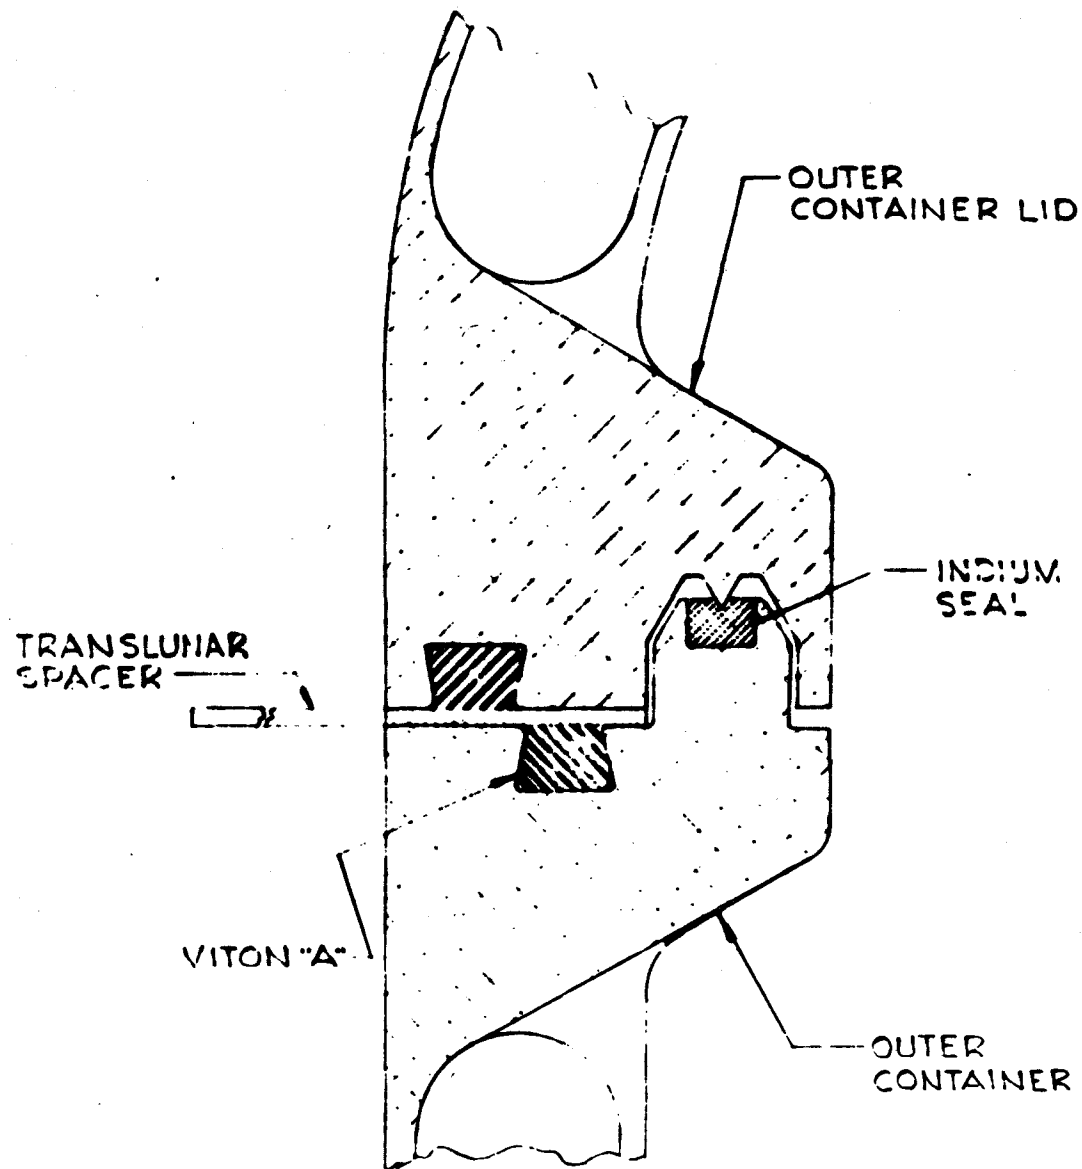 OUTER
CONTAINER LID
INDIUM
SEAL
TRANSLUNAR
SPACER
VITON "A"
OUTER
CONTAINER